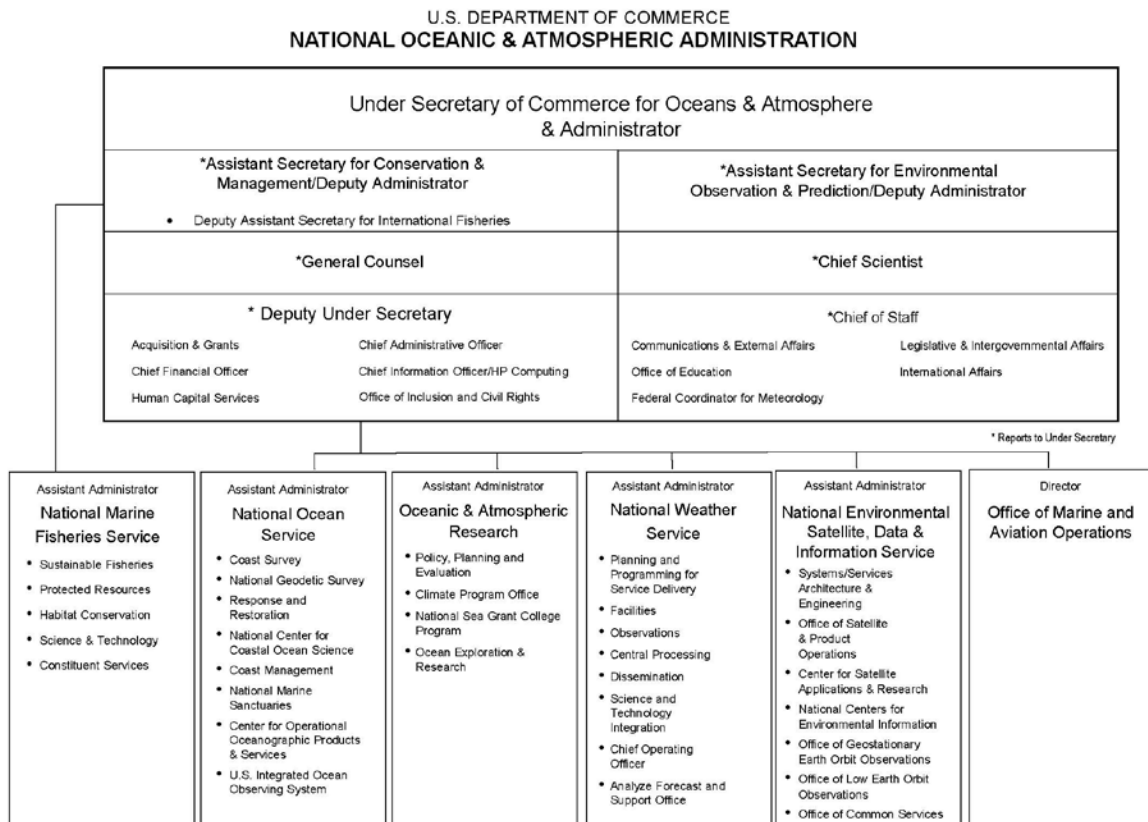 U.S. DEPARTMENT OF COMMERCE
NATIONAL OCEANIC & ATMOSPHERIC ADMINISTRATION
Under Secretary of Commerce for Oceans & Atmosphere
& Administrator
*Assistant Secretary for Conservation &
Management/Deputy Administrator
• Deputy Assistant Secretary for International Fisheries
*Assistant Secretary for Environmental
Observation & Prediction/Deputy Administrator
*General Counsel
*Chief Scientist
* Deputy Under Secretary
Acquisition & Grants
Chief Financial Officer
Human Capital Services
Chief Administrative Officer
Chief Information Officer/HP Computing
Office of Inclusion and Civil Rights
*Chief of Staff
Communications & External Affairs
Office of Education
Federal Coordinator for Meteorology
Legislative & Intergovernmental Affairs
International Affairs
* Reports to Under Secretary
Assistant Administrator
National Marine
Fisheries Service
• Sustainable Fisheries
• Protected Resources
• Habitat Conservation
• Science & Technology
• Constituent Services
Assistant Administrator
National Ocean
Service
• Coast Survey
• National Geodetic Survey
• Response and
Restoration
• National Center for
Coastal Ocean Science
• Coast Management
• National Marine
Sanctuaries
• Center for Operational
Oceanographic Products
& Services
• U.S. Integrated Ocean
Observing System
Assistant Administrator
Oceanic & Atmospheric
Research
• Policy, Planning and
Evaluation
• Climate Program Office
• National Sea Grant College
Program
• Ocean Exploration &
Research
Assistant Administrator
National Weather
Service
• Planning and
Programming for
Service Delivery
• Facilities
• Observations
• Central Processing
• Dissemination
• Science and
Technology
Integration
• Chief Operating
Officer
• Analyze Forecast and
Support Office
Assistant Administrator
National Environmental
Satellite, Data &
Information Service
• Systems/Services
Architecture &
Engineering
• Office of Satellite
& Product
Operations
• Center for Satellite
Applications & Research
• National Centers for
Environmental Information
• Office of Geostationary
Earth Orbit Observations
• Office of Low Earth Orbit
Observations
• Office of Common Services
Director
Office of Marine and
Aviation Operations